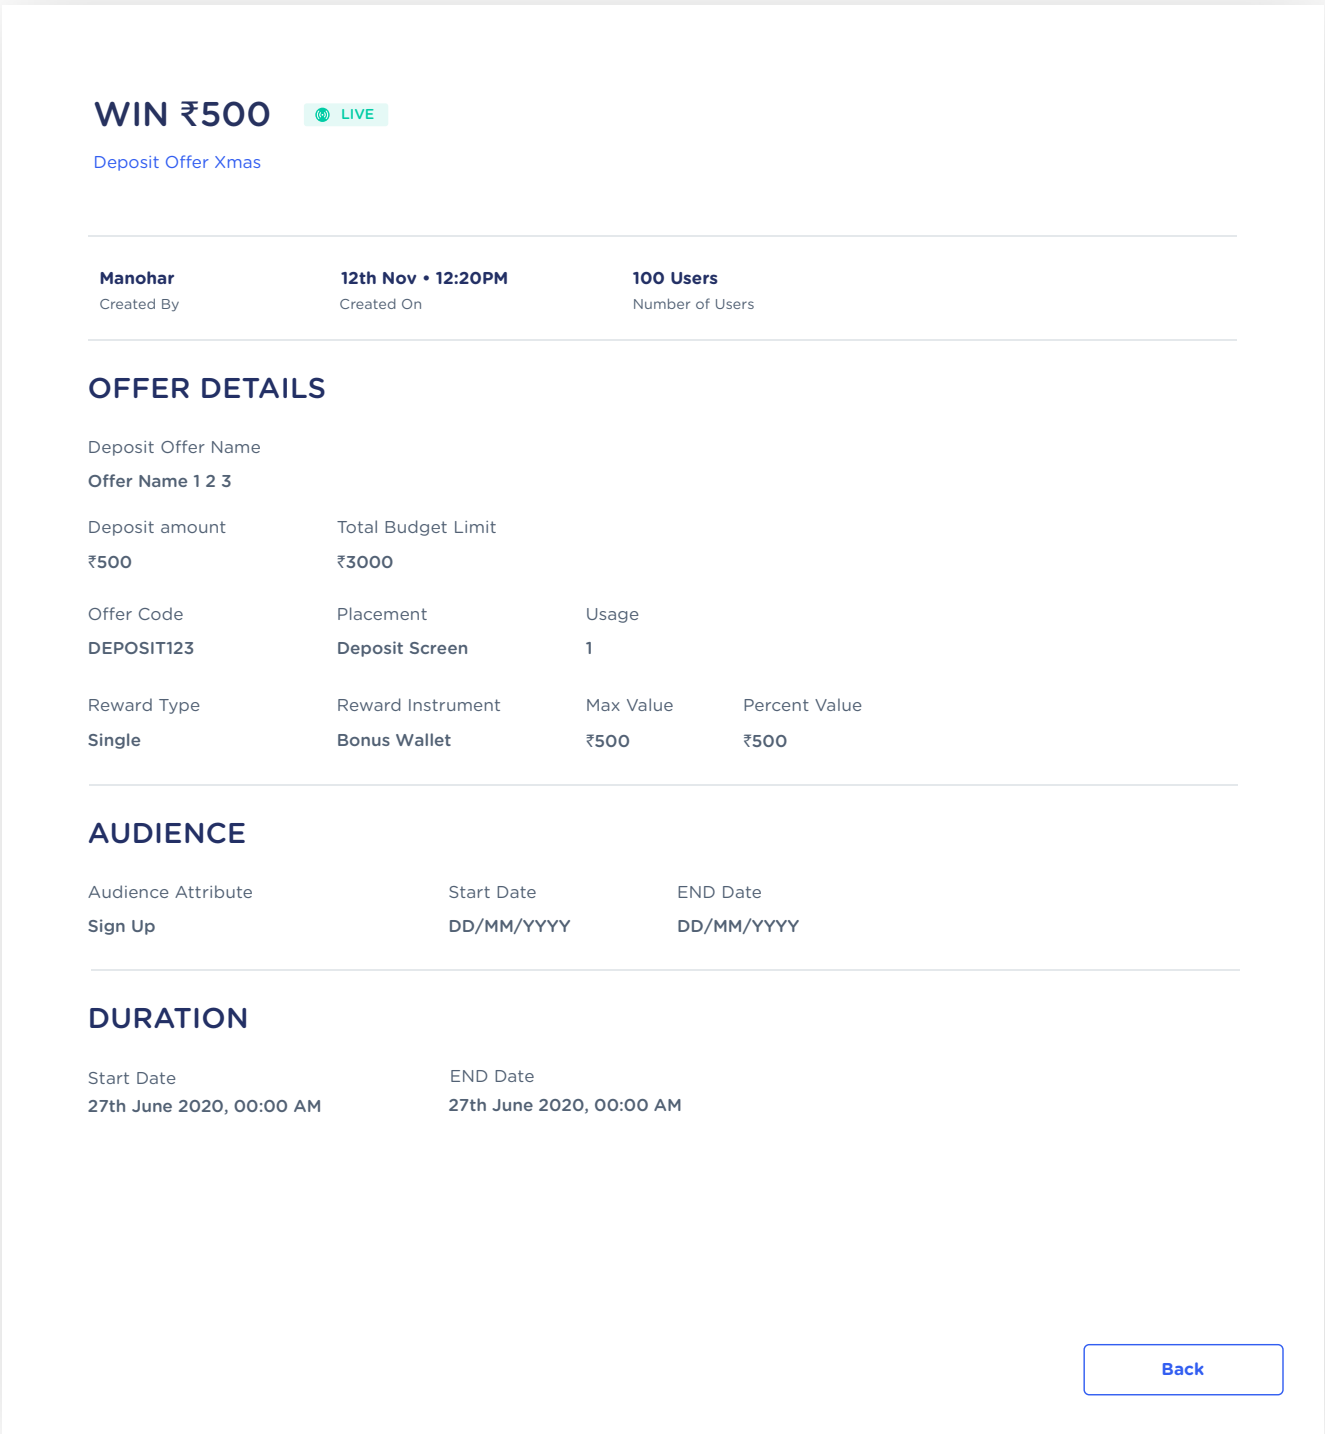 WIN ₹500 LIVE
Deposit Offer Xmas
Manohar 12th Nov • 12:20PM 100 Users
Created By Created On Number of Users
OFFER DETAILS
Deposit Offer Name
Offer Name 1 2 3
Deposit amount Total Budget Limit
₹500 ₹3000
Offer Code Placement Usage
DEPOSIT123 Deposit Screen 1
Reward Type Reward Instrument Max Value Percent Value
Single Bonus Wallet ₹500 ₹500
AUDIENCE
Audience Attribute Start Date END Date
Sign Up DD/MM/YYYY DD/MM/YYYY
DURATION
Start Date END Date
27th June 2020, 00:00 AM 27th June 2020, 00:00 AM
Back